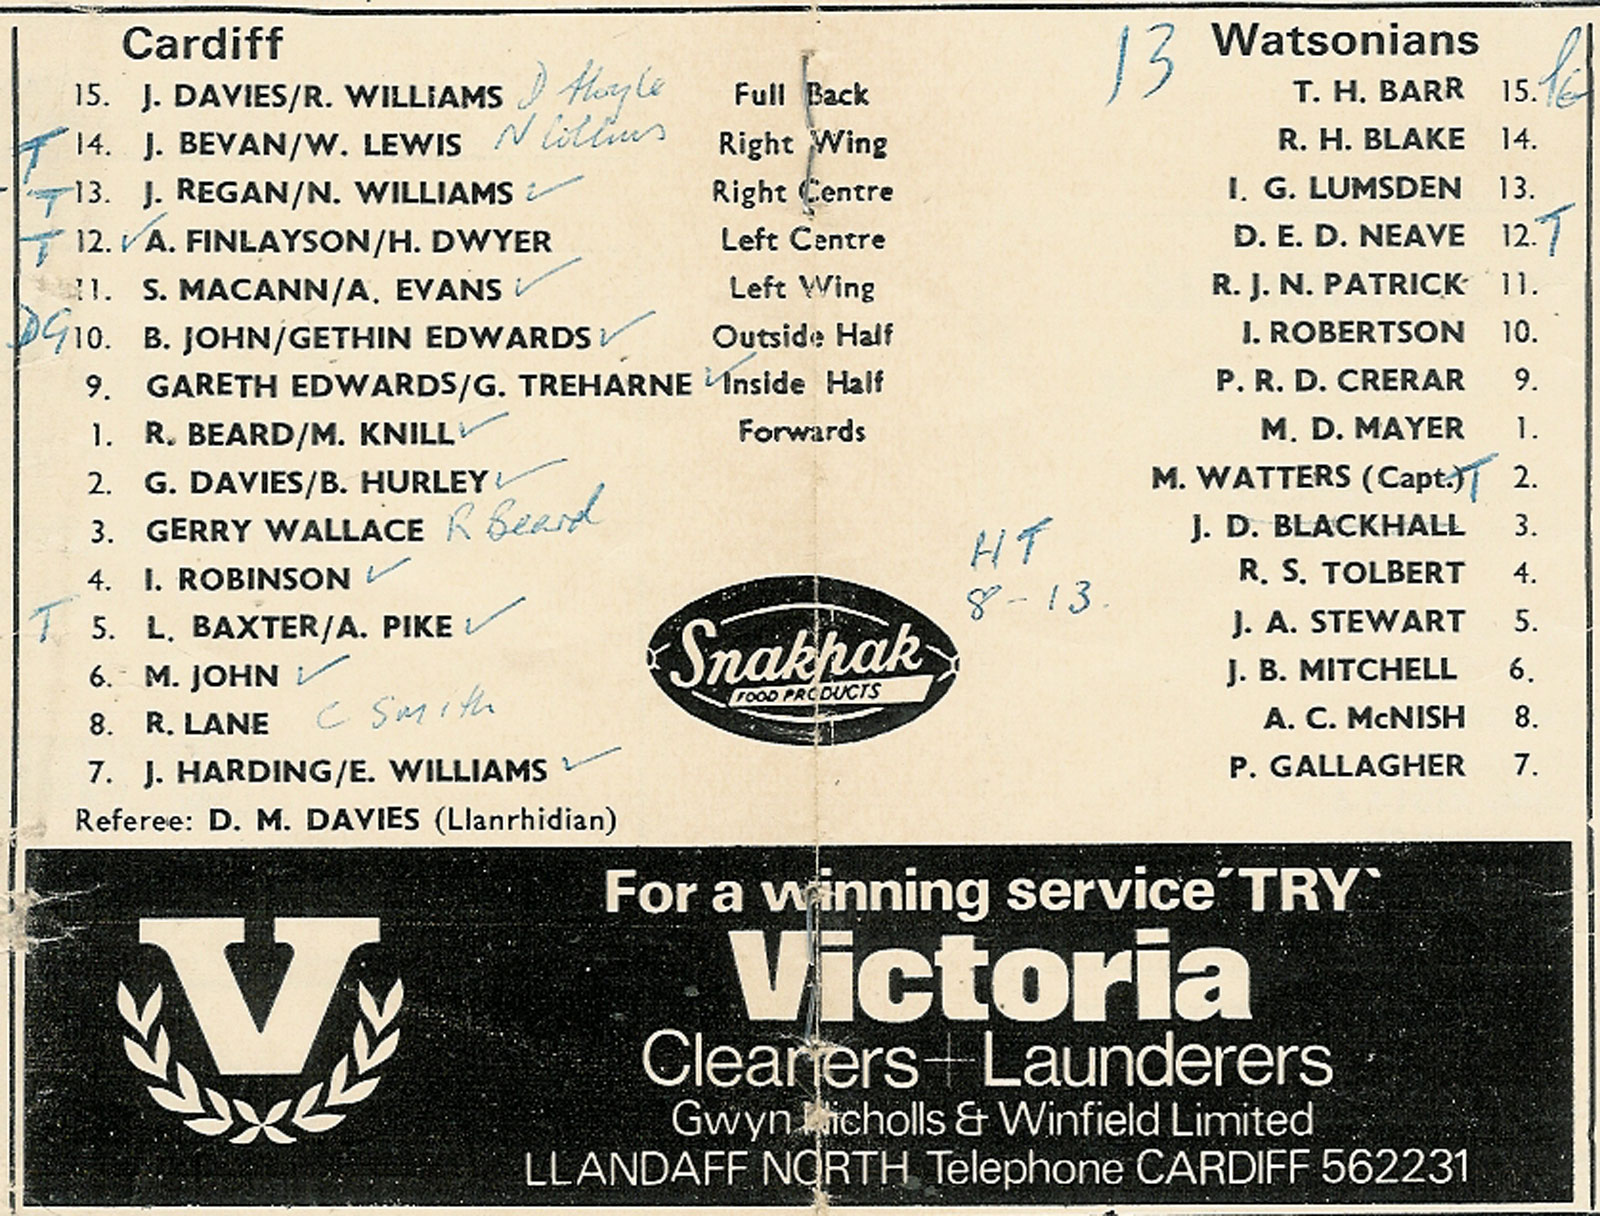 Cardiff 13 Watsonians
15. J. DAVIES/R. WILLIAMS D Hoyle Full Back T. H. BARR 15.
T 14. J. BEVAN/W. LEWIS N Collins Right Wing R. H. BLAKE 14.
T 13. J. REGAN/N. WILLIAMS ✓ Right Centre I. G. LUMSDEN 13.
T 12. ✓ A. FINLAYSON/H. DWYER Left Centre D. E. D. NEAVE 12. T
11. S. MACANN/A. EVANS ✓ Left Wing R. J. N. PATRICK 11.
DG 10. B. JOHN/GETHIN EDWARDS ✓ Outside Half I. ROBERTSON 10.
9. GARETH EDWARDS/G. TREHARNE ✓ Inside Half P. R. D. CRERAR 9.
1. R. BEARD/M. KNILL ✓ Forwards M. D. MAYER 1.
2. G. DAVIES/B. HURLEY ✓ M. WATTERS (Capt.) T 2.
3. GERRY WALLACE R Beard J. D. BLACKHALL 3.
4. I. ROBINSON ✓ HT R. S. TOLBERT 4.
T 5. L. BAXTER/A. PIKE ✓ 8-13. J. A. STEWART 5.
6. M. JOHN ✓ Snakpak J. B. MITCHELL 6.
FOOD PRODUCTS
8. R. LANE C Smith A. C. McNISH 8.
7. J. HARDING/E. WILLIAMS ✓ P. GALLAGHER 7.
Referee: D. M. DAVIES (Llanrhidian)
For a winning service ´TRY`
V Victoria
Cleaners+Launderers
Gwyn Nicholls & Winfield Limited
LLANDAFF NORTH Telephone CARDIFF 562231